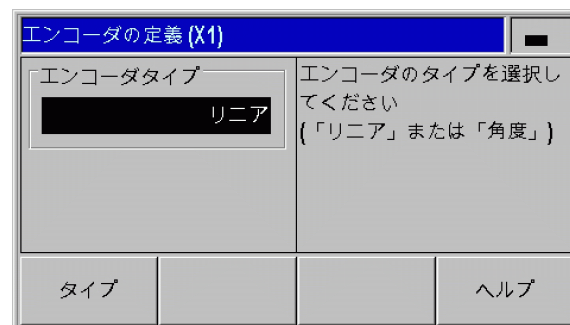 エンコーダの定義 (X1)
エンコーダタイプ
リニア
エンコーダのタイプを選択し
てください
(「リニア」または「角度」)
タイプ
ヘルプ